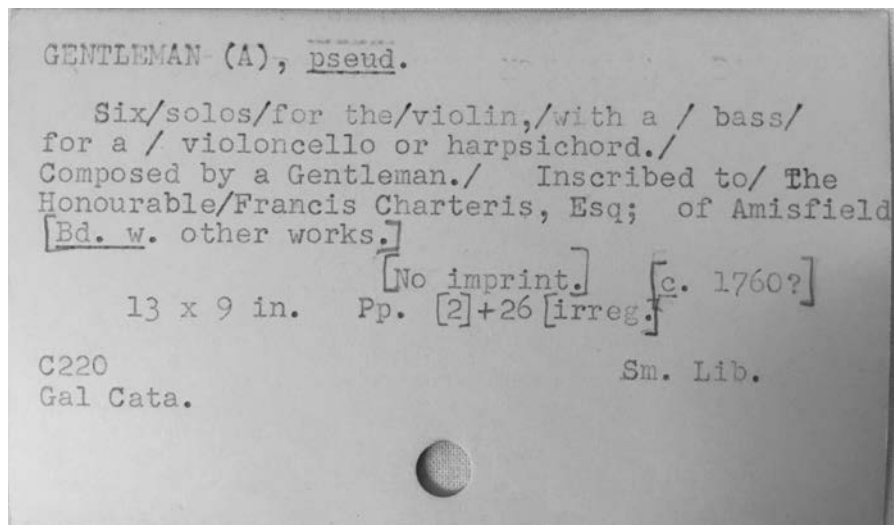 GENTLEMAN (A), pseud.
Six/solos/for the/violin,/with a / bass/
for a / violoncello or harpsichord./
Composed by a Gentleman./ Inscribed to/ The
Honourable/Francis Charteris, Esq; of Amisfield
[Bd. w. other works.]
[No imprint.] [c. 1760?]
13 x 9 in. Pp. [2]+26 [irreg.]
C220 Sm. Lib.
Gal Cata.